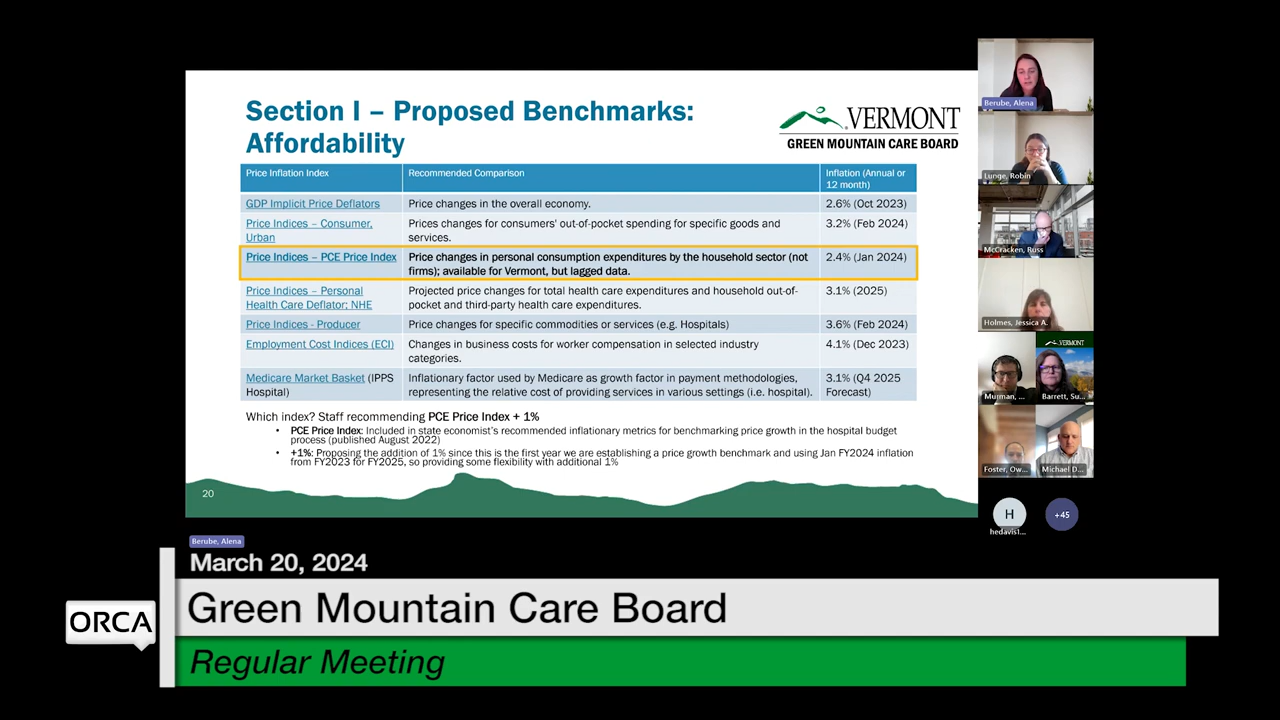 Section I – Proposed Benchmarks:
Affordability
VERMONT
GREEN MOUNTAIN CARE BOARD
Price Inflation Index
Recommended Comparison
Inflation (Annual or
12 month)
GDP Implicit Price Deflators
Price changes in the overall economy.
2.6% (Oct 2023)
Price Indices – Consumer,
Urban
Prices changes for consumers' out-of-pocket spending for specific goods and
services.
3.2% (Feb 2024)
Price Indices – PCE Price Index
Price changes in personal consumption expenditures by the household sector (not
firms); available for Vermont, but lagged data.
2.4% (Jan 2024)
Price Indices – Personal
Health Care Deflator; NHE
Projected price changes for total health care expenditures and household out-of-
pocket and third-party health care expenditures.
3.1% (2025)
Price Indices - Producer
Price changes for specific commodities or services (e.g. Hospitals)
3.6% (Feb 2024)
Employment Cost Indices (ECI)
Changes in business costs for worker compensation in selected industry
categories.
4.1% (Dec 2023)
Medicare Market Basket (IPPS
Hospital)
Inflationary factor used by Medicare as growth factor in payment methodologies,
representing the relative cost of providing services in various settings (i.e. hospital).
3.1% (Q4 2025
Forecast)
Which index? Staff recommending PCE Price Index + 1%
• PCE Price Index: Included in state economist's recommended inflationary metrics for benchmarking price growth in the hospital budget
process (published August 2022)
• +1%: Proposing the addition of 1% since this is the first year we are establishing a price growth benchmark and using Jan FY2024 inflation
from FY2023 for FY2025, so providing some flexibility with additional 1%
20
Berube, Alena
Lunge, Robin
McCracken, Russ
Holmes, Jessica A.
VERMONT
Murman, ...
Barrett, Su...
Foster, Ow...
Michael D...
H
hedavis1...
+45
Berube, Alena
March 20, 2024
ORCA
Green Mountain Care Board
Regular Meeting